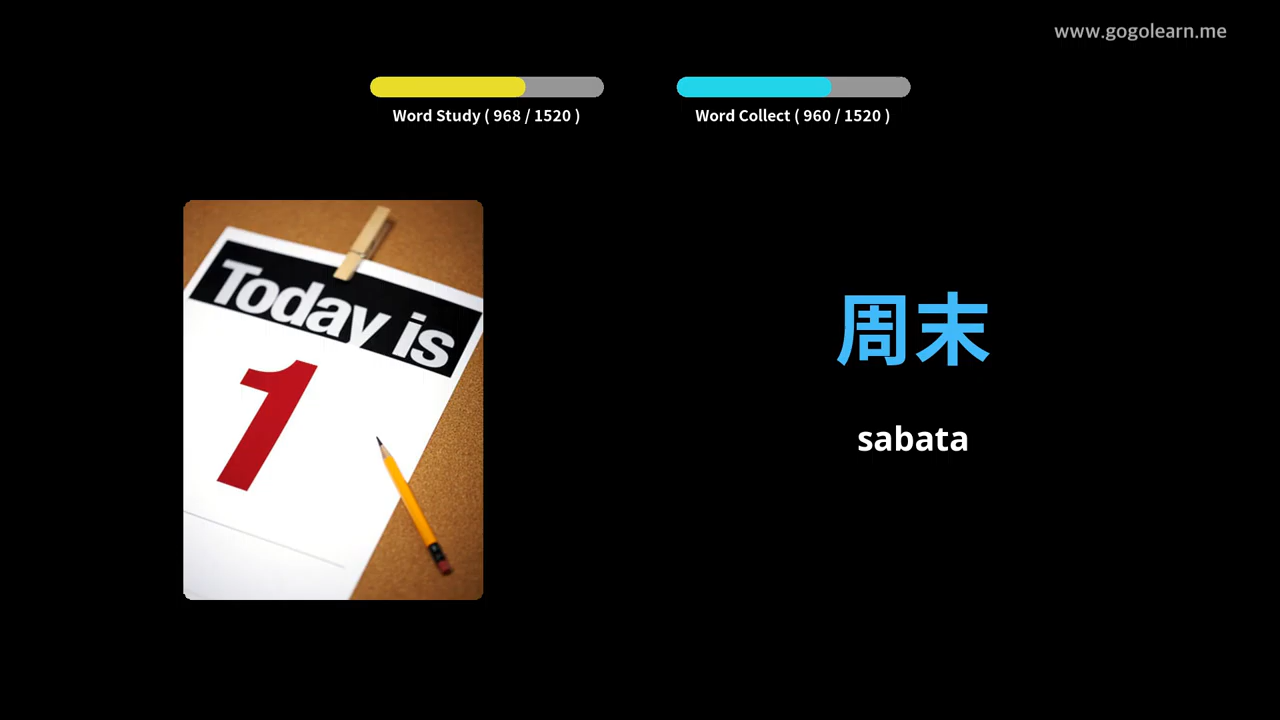 www.gogolearn.me
Word Study ( 968 / 1520 )
Word Collect ( 960 / 1520 )
Today is
1
周末
sabata